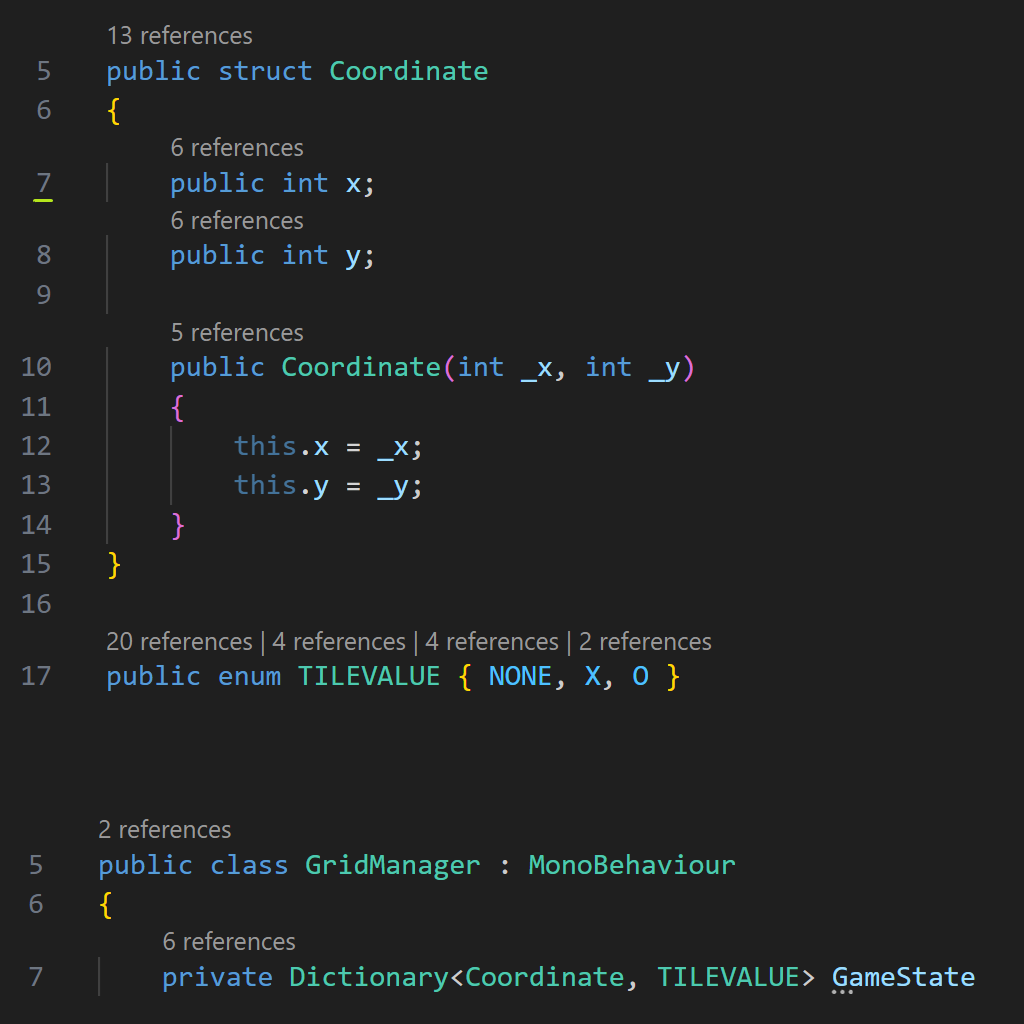 13 references
5 public struct Coordinate
6 {
6 references
7 public int x;
6 references
8 public int y;
9
5 references
10 public Coordinate(int _x, int _y)
11 {
12 this.x = _x;
13 this.y = _y;
14 }
15 }
16
20 references | 4 references | 4 references | 2 references
17 public enum TILEVALUE { NONE, X, O }
2 references
5 public class GridManager : MonoBehaviour
6 {
6 references
7 private Dictionary<Coordinate, TILEVALUE> GameState